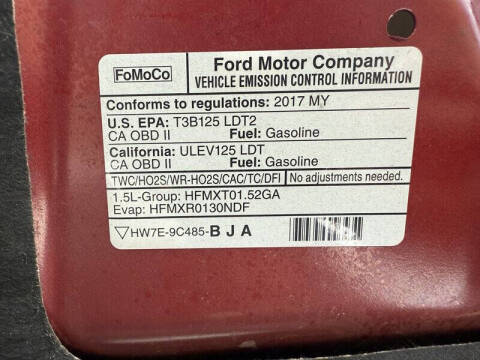 FoMoCo
Ford Motor Company
VEHICLE EMISSION CONTROL INFORMATION
Conforms to regulations: 2017 MY
U.S. EPA: T3B125 LDT2
CA OBD II Fuel: Gasoline
California: ULEV125 LDT
CA OBD II Fuel: Gasoline
TWC/HO2S/WR-HO2S/CAC/TC/DFI No adjustments needed.
1.5L-Group: HFMXT01.52GA
Evap: HFMXR0130NDF
HW7E-9C485-B J A